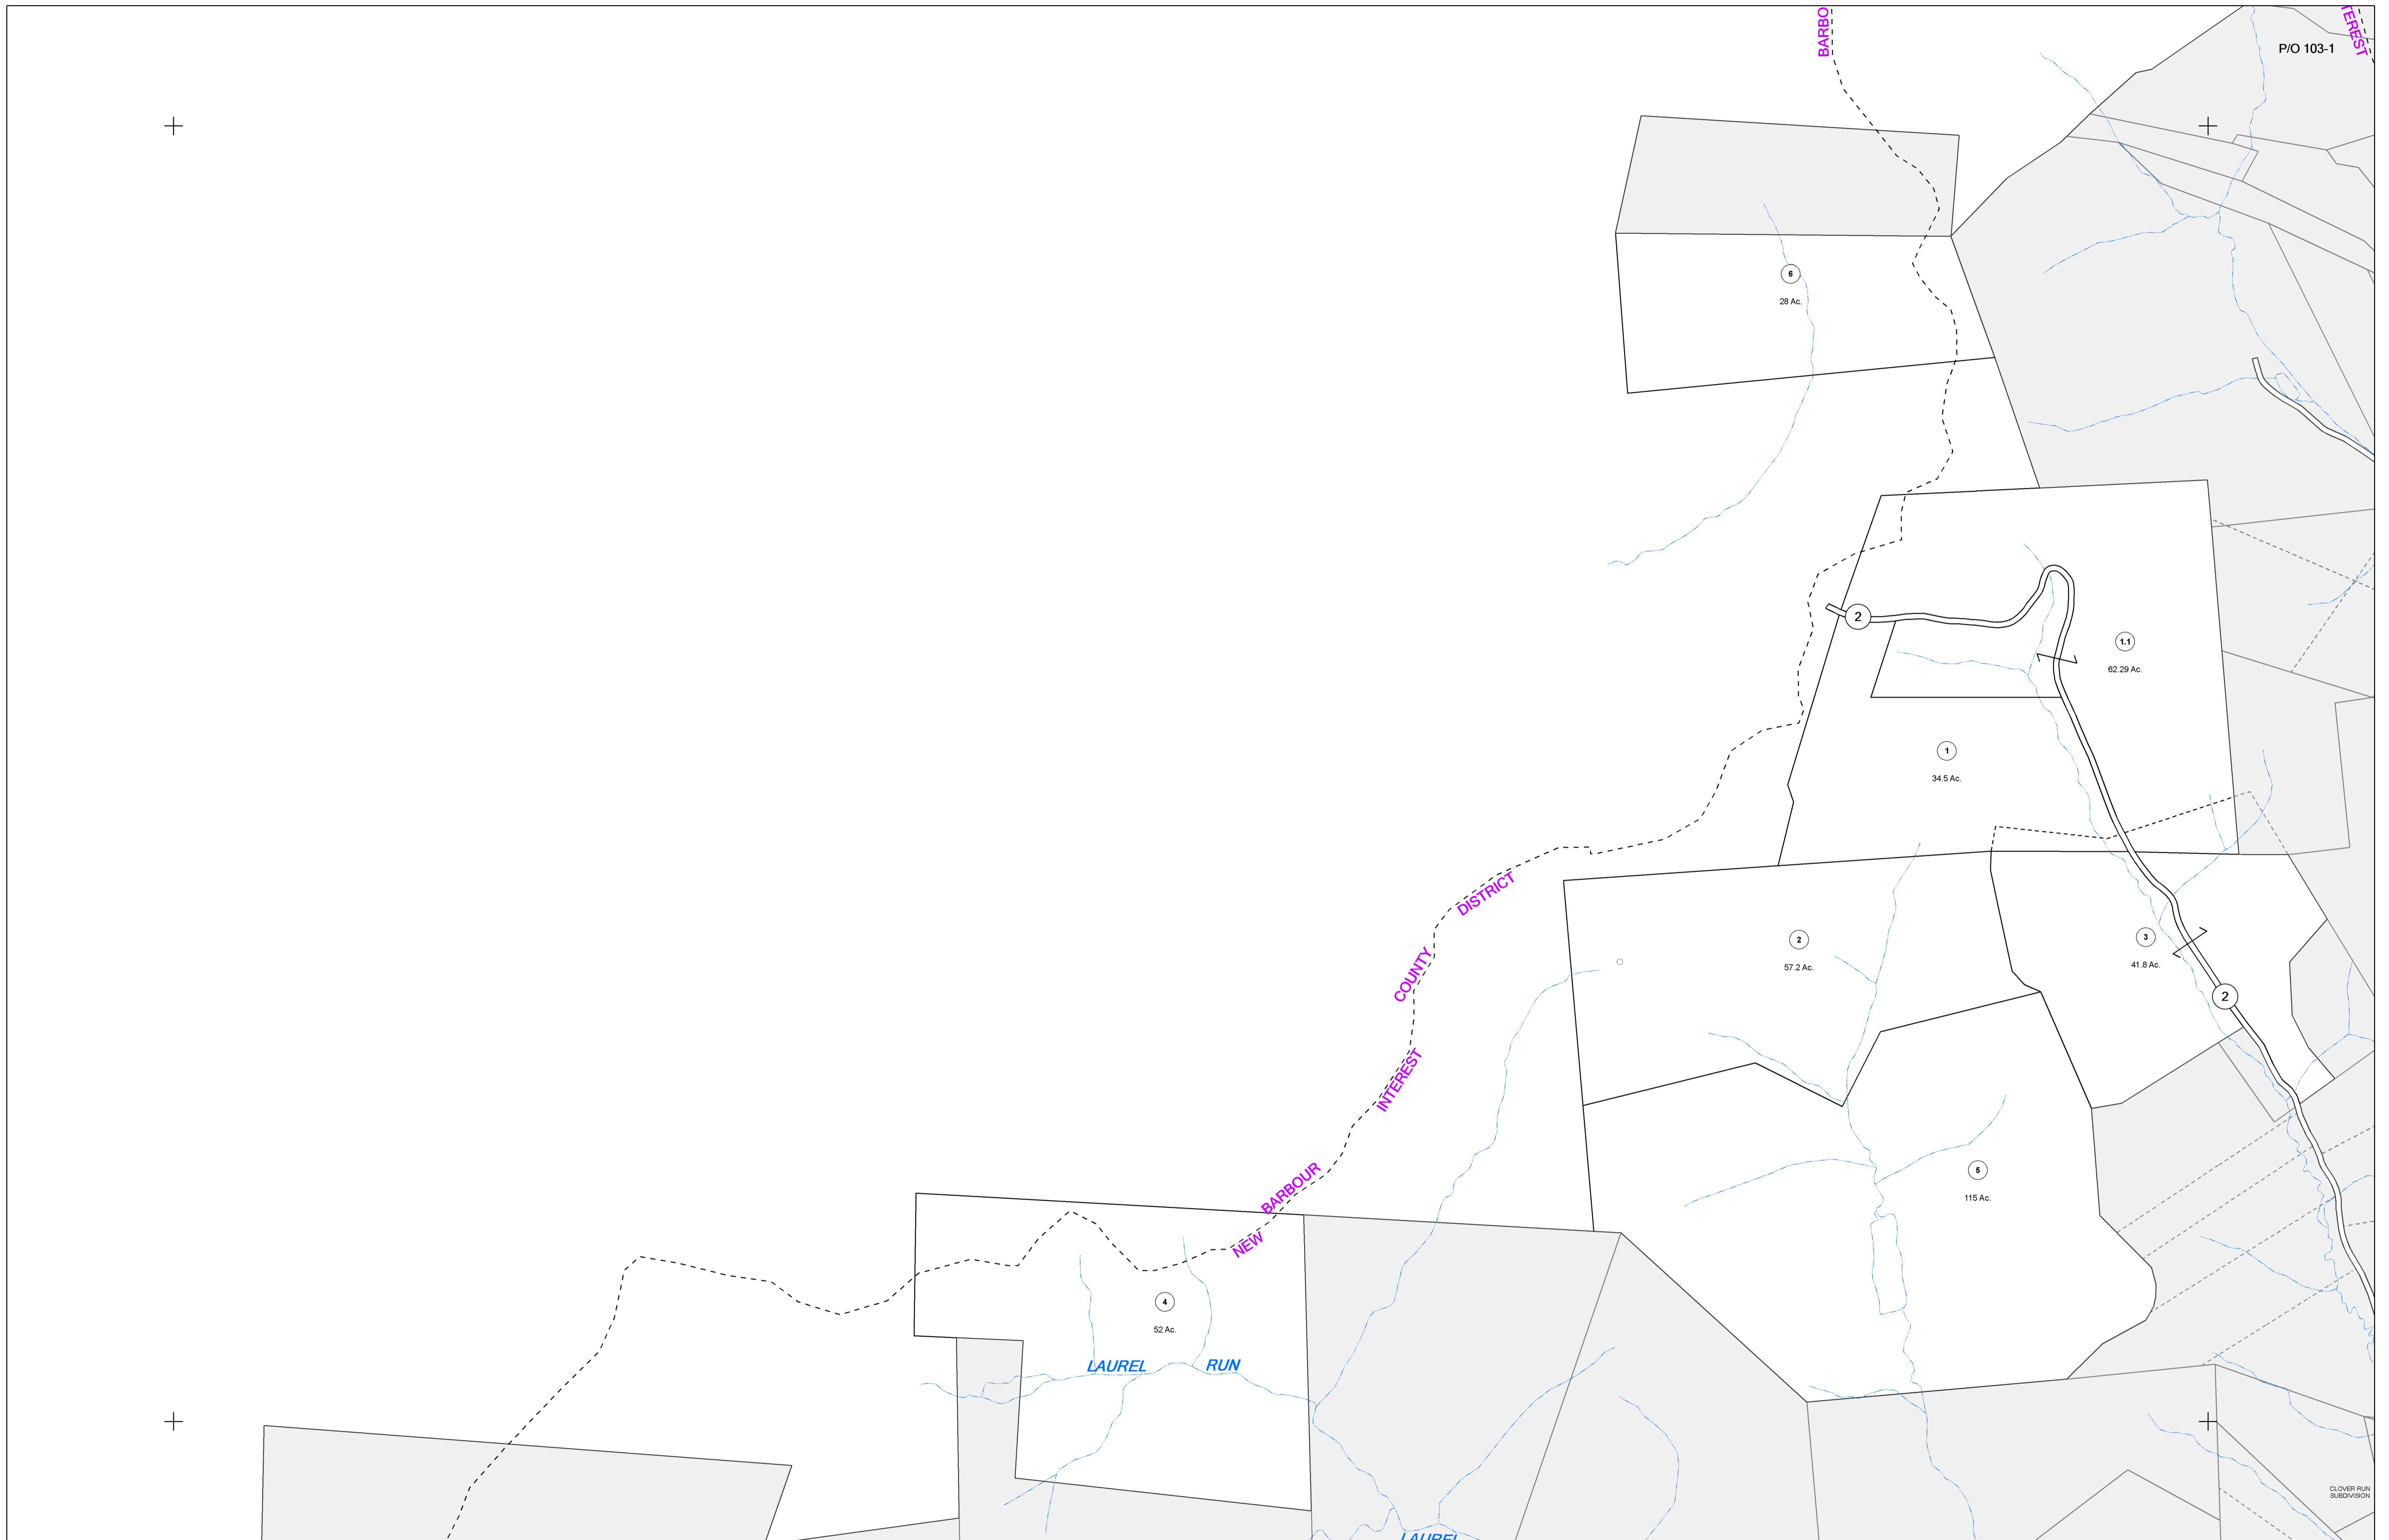 BARBO
TEREST
P/O 103-1
6
28 Ac.
2
1.1
62.29 Ac.
1
34.5 Ac.
DISTRICT
COUNTY
INTEREST
BARBOUR
NEW
2
57.2 Ac.
3
41.8 Ac.
2
5
115 Ac.
4
52 Ac.
LAUREL RUN
CLOVER RUN
SUBDIVISION
LAUREL